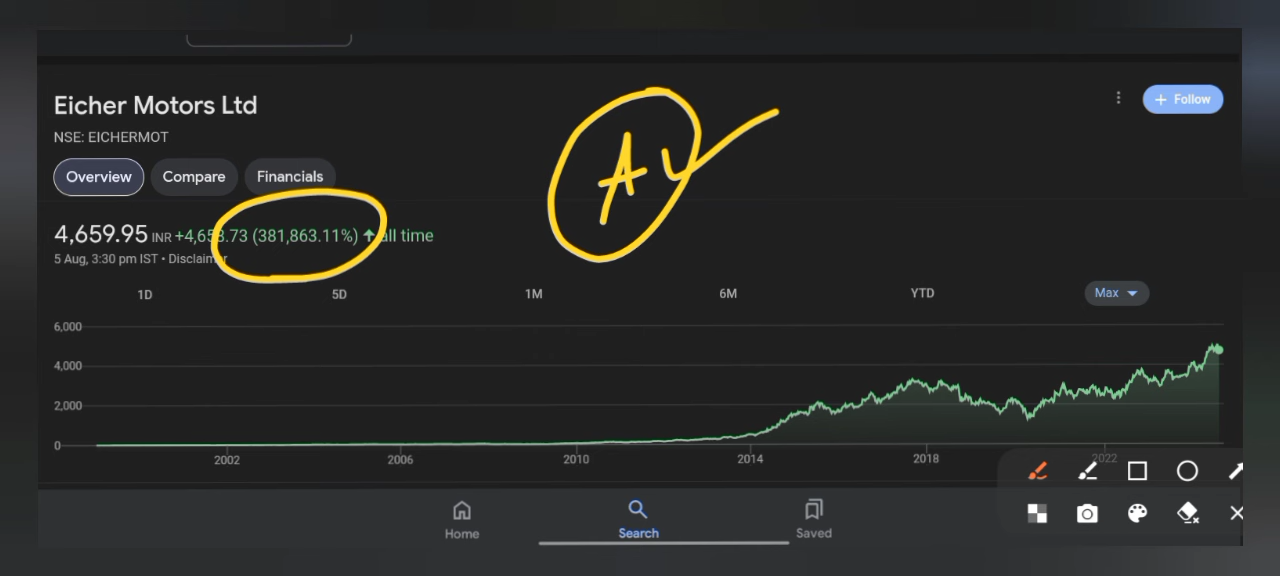 Eicher Motors Ltd
+ Follow
NSE: EICHERMOT
Overview Compare Financials
4,659.95 INR +4,658.73 (381,863.11%) ↑ all time
5 Aug, 3:30 pm IST • Disclaimer
1D 5D 1M 6M YTD Max
6,000
4,000
2,000
0
2002 2006 2010 2014 2018 2022
Home Search Saved